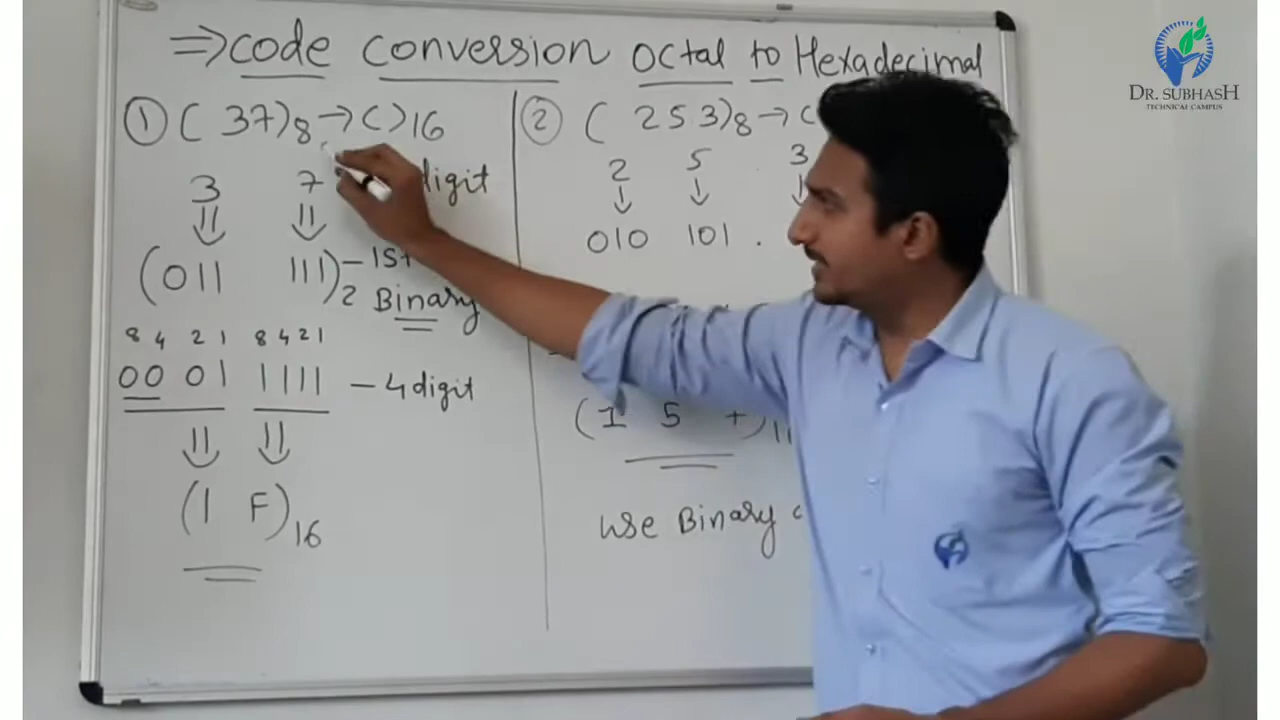 ⇒ code conversion octal to Hexadecimal
① ( 37)8 → ( )16
3 7 digit
(011 111)2 - 1st
Binary
8 4 2 1 8 4 2 1
00 01 1111 - 4 digit
(1 F)16
② ( 253)8 → (
2 5 3
010 101 .
(1 5
use Binary
DR. SUBHASH
TECHNICAL CAMPUS